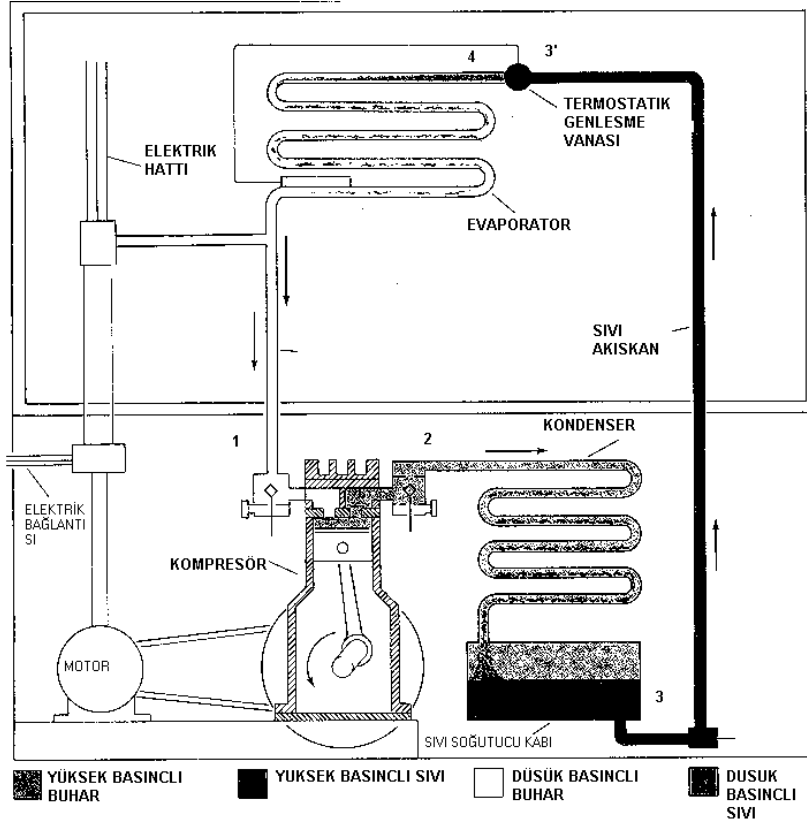 4
3'
TERMOSTATIK
GENLESME
VANASI
ELEKTRIK
HATTI
EVAPORATOR
SIVI
AKISKAN
1
2
KONDENSER
ELEKTRİK
BAĞLANTI
SI
KOMPRESÖR
MOTOR
3
SIVI SOĞUTUCU KABI
YÜKSEK BASINCLI
BUHAR
YUKSEK BASINCLI SIVI
DÜSÜK BASINCLI
BUHAR
DUSUK
BASINCLI
SIVI